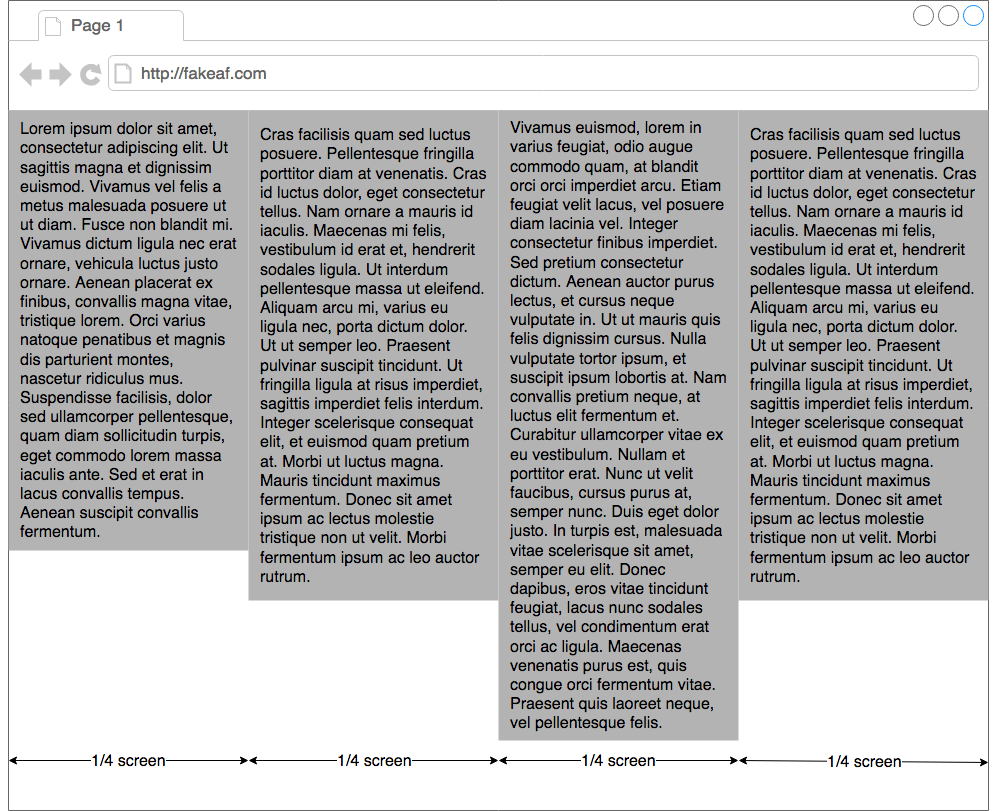 Page 1
http://fakeaf.com
Lorem ipsum dolor sit amet,
consectetur adipiscing elit. Ut
sagittis magna et dignissim
euismod. Vivamus vel felis a
metus malesuada posuere ut
ut diam. Fusce non blandit mi.
Vivamus dictum ligula nec erat
ornare, vehicula luctus justo
ornare. Aenean placerat ex
finibus, convallis magna vitae,
tristique lorem. Orci varius
natoque penatibus et magnis
dis parturient montes,
nascetur ridiculus mus.
Suspendisse facilisis, dolor
sed ullamcorper pellentesque,
quam diam sollicitudin turpis,
eget commodo lorem massa
iaculis ante. Sed et erat in
lacus convallis tempus.
Aenean suscipit convallis
fermentum.
Cras facilisis quam sed luctus
posuere. Pellentesque fringilla
porttitor diam at venenatis. Cras
id luctus dolor, eget consectetur
tellus. Nam ornare a mauris id
iaculis. Maecenas mi felis,
vestibulum id erat et, hendrerit
sodales ligula. Ut interdum
pellentesque massa ut eleifend.
Aliquam arcu mi, varius eu
ligula nec, porta dictum dolor.
Ut ut semper leo. Praesent
pulvinar suscipit tincidunt. Ut
fringilla ligula at risus imperdiet,
sagittis imperdiet felis interdum.
Integer scelerisque consequat
elit, et euismod quam pretium
at. Morbi ut luctus magna.
Mauris tincidunt maximus
fermentum. Donec sit amet
ipsum ac lectus molestie
tristique non ut velit. Morbi
fermentum ipsum ac leo auctor
rutrum.
Vivamus euismod, lorem in
varius feugiat, odio augue
commodo quam, at blandit
orci orci imperdiet arcu. Etiam
feugiat velit lacus, vel posuere
diam lacinia vel. Integer
consectetur finibus imperdiet.
Sed pretium consectetur
dictum. Aenean auctor purus
lectus, et cursus neque
vulputate in. Ut ut mauris quis
felis dignissim cursus. Nulla
vulputate tortor ipsum, et
suscipit ipsum lobortis at. Nam
convallis pretium neque, at
luctus elit fermentum et.
Curabitur ullamcorper vitae ex
eu vestibulum. Nullam et
porttitor erat. Nunc ut velit
faucibus, cursus purus at,
semper nunc. Duis eget dolor
justo. In turpis est, malesuada
vitae scelerisque sit amet,
semper eu elit. Donec
dapibus, eros vitae tincidunt
feugiat, lacus nunc sodales
tellus, vel condimentum erat
orci ac ligula. Maecenas
venenatis purus est, quis
congue orci fermentum vitae.
Praesent quis laoreet neque,
vel pellentesque felis.
Cras facilisis quam sed luctus
posuere. Pellentesque fringilla
porttitor diam at venenatis. Cras
id luctus dolor, eget consectetur
tellus. Nam ornare a mauris id
iaculis. Maecenas mi felis,
vestibulum id erat et, hendrerit
sodales ligula. Ut interdum
pellentesque massa ut eleifend.
Aliquam arcu mi, varius eu
ligula nec, porta dictum dolor.
Ut ut semper leo. Praesent
pulvinar suscipit tincidunt. Ut
fringilla ligula at risus imperdiet,
sagittis imperdiet felis interdum.
Integer scelerisque consequat
elit, et euismod quam pretium
at. Morbi ut luctus magna.
Mauris tincidunt maximus
fermentum. Donec sit amet
ipsum ac lectus molestie
tristique non ut velit. Morbi
fermentum ipsum ac leo auctor
rutrum.
1/4 screen
1/4 screen
1/4 screen
1/4 screen